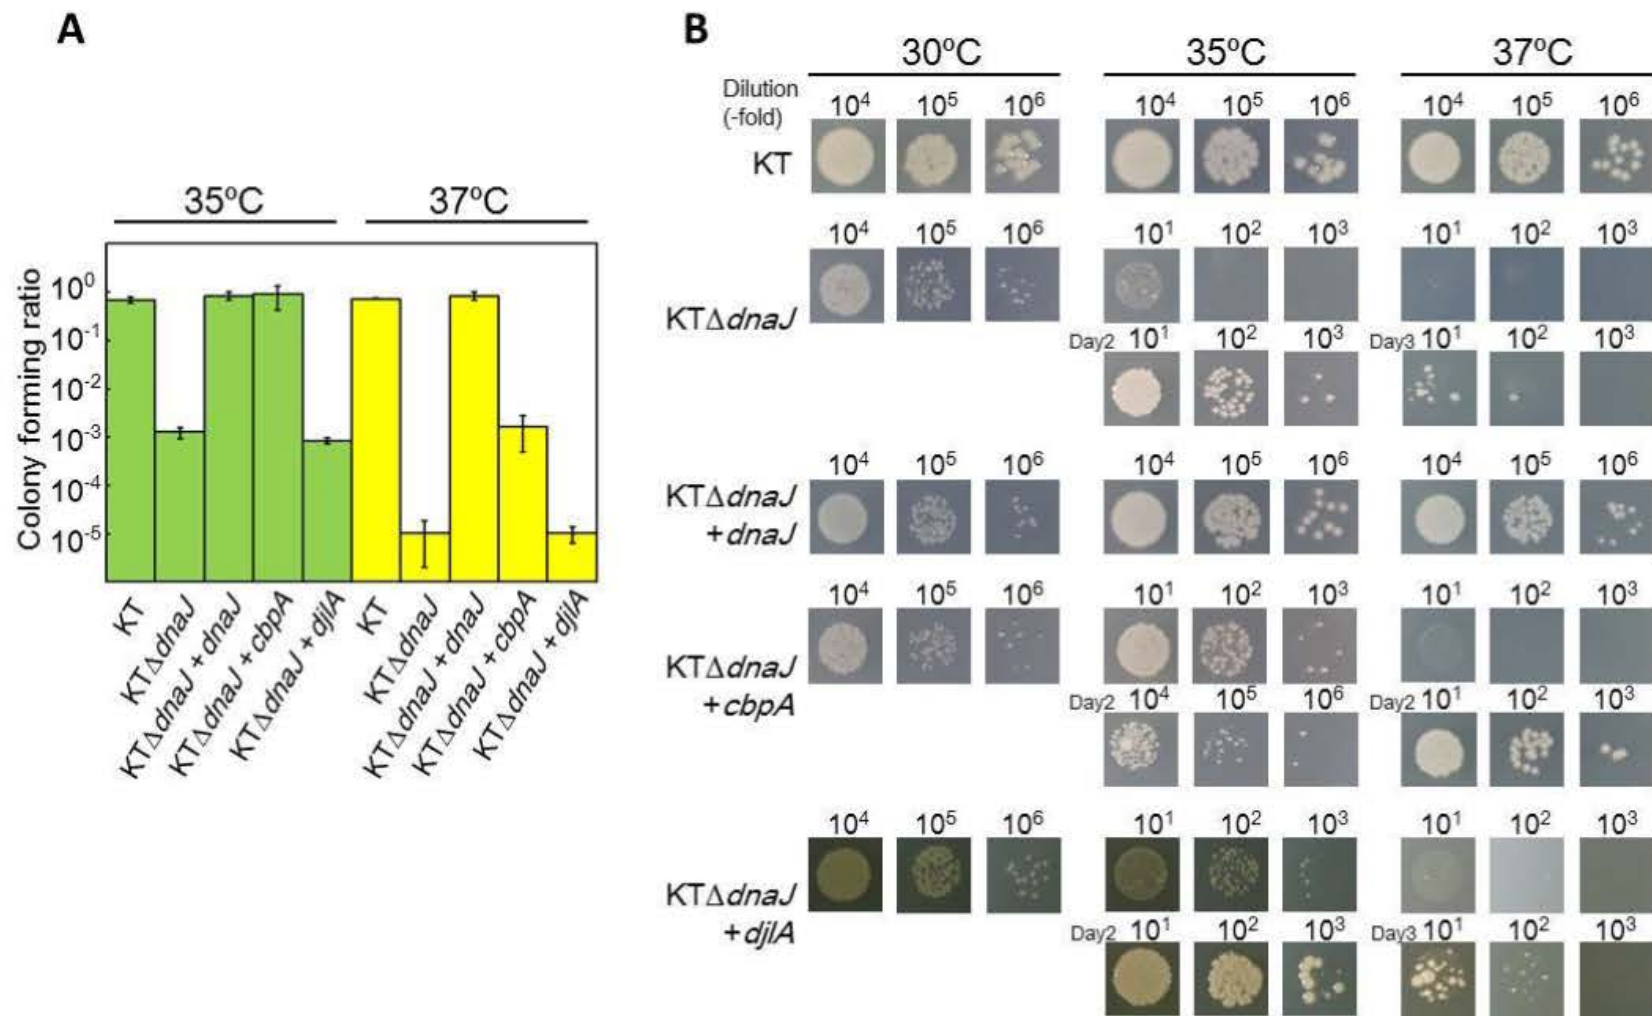 A
35ºC 37ºC
Colony forming ratio
10⁰
10⁻¹
10⁻²
10⁻³
10⁻⁴
10⁻⁵
KT
KTΔdnaJ
KTΔdnaJ +dnaJ
KTΔdnaJ +cbpA
KTΔdnaJ +djlA
KT
KTΔdnaJ
KTΔdnaJ +dnaJ
KTΔdnaJ +cbpA
KTΔdnaJ +djlA
B
30ºC 35ºC 37ºC
Dilution
(-fold)
10⁴ 10⁵ 10⁶ 10⁴ 10⁵ 10⁶ 10⁴ 10⁵ 10⁶
KT
10⁴ 10⁵ 10⁶ 10¹ 10² 10³ 10¹ 10² 10³
KTΔdnaJ
Day2 10¹ 10² 10³ Day3 10¹ 10² 10³
10⁴ 10⁵ 10⁶ 10⁴ 10⁵ 10⁶ 10⁴ 10⁵ 10⁶
KTΔdnaJ
+dnaJ
10⁴ 10⁵ 10⁶ 10¹ 10² 10³ 10¹ 10² 10³
KTΔdnaJ
+cbpA
Day2 10⁴ 10⁵ 10⁶ Day2 10¹ 10² 10³
10⁴ 10⁵ 10⁶ 10¹ 10² 10³ 10¹ 10² 10³
KTΔdnaJ
+djlA
Day2 10¹ 10² 10³ Day3 10¹ 10² 10³